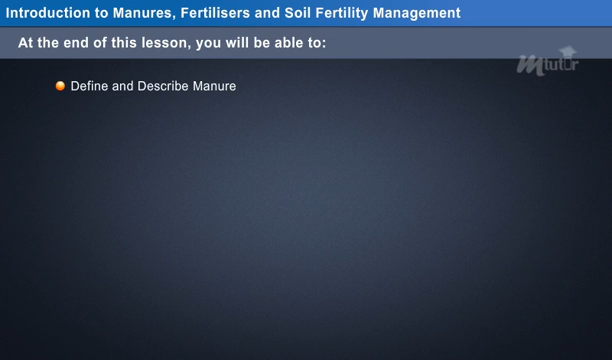 Introduction to Manures, Fertilisers and Soil Fertility Management
At the end of this lesson, you will be able to:
Mtutor
Define and Describe Manure